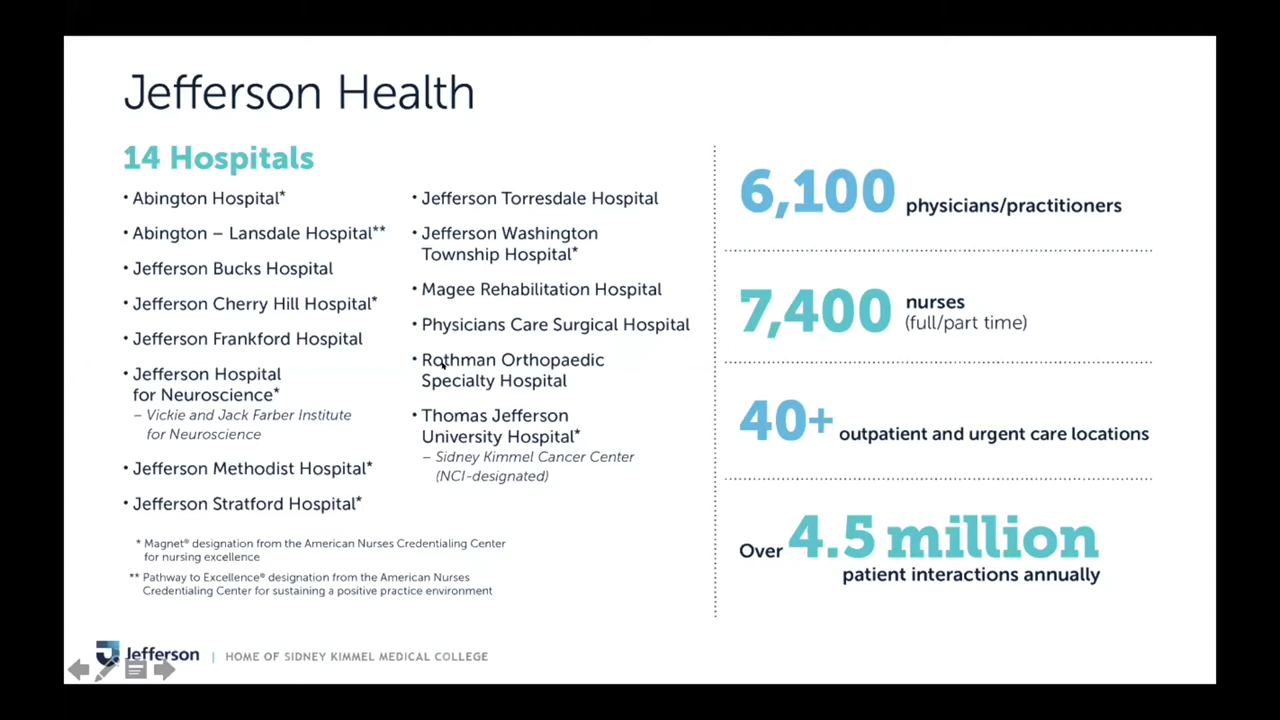 Jefferson Health
14 Hospitals
• Abington Hospital*
• Abington – Lansdale Hospital**
• Jefferson Bucks Hospital
• Jefferson Cherry Hill Hospital*
• Jefferson Frankford Hospital
• Jefferson Hospital
for Neuroscience*
– Vickie and Jack Farber Institute
for Neuroscience
• Jefferson Methodist Hospital*
• Jefferson Stratford Hospital*
• Jefferson Torresdale Hospital
• Jefferson Washington
Township Hospital*
• Magee Rehabilitation Hospital
• Physicians Care Surgical Hospital
• Rothman Orthopaedic
Specialty Hospital
• Thomas Jefferson
University Hospital*
– Sidney Kimmel Cancer Center
(NCI-designated)
* Magnet® designation from the American Nurses Credentialing Center
for nursing excellence
** Pathway to Excellence® designation from the American Nurses
Credentialing Center for sustaining a positive practice environment
6,100 physicians/practitioners
7,400 nurses
(full/part time)
40+ outpatient and urgent care locations
Over 4.5 million
patient interactions annually
Jefferson | HOME OF SIDNEY KIMMEL MEDICAL COLLEGE